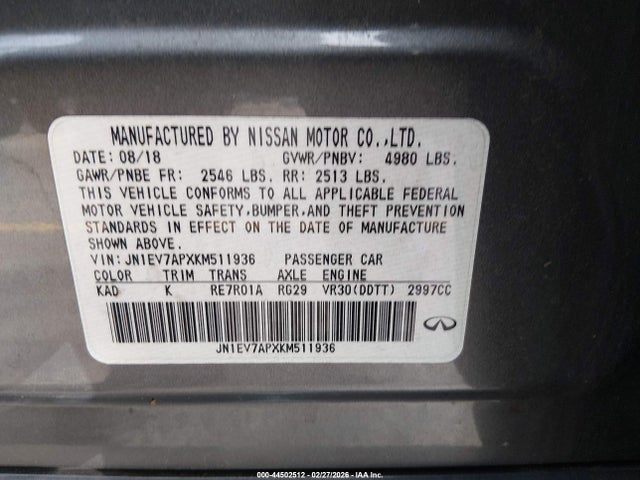 MANUFACTURED BY NISSAN MOTOR CO.,LTD.
DATE: 08/18 GVWR/PNBV: 4980 LBS.
GAWR/PNBE FR: 2546 LBS. RR: 2513 LBS.
THIS VEHICLE CONFORMS TO ALL APPLICABLE FEDERAL
MOTOR VEHICLE SAFETY,BUMPER,AND THEFT PREVENTION
STANDARDS IN EFFECT ON THE DATE OF MANUFACTURE
SHOWN ABOVE.
VIN: JN1EV7APXKM511936 PASSENGER CAR
COLOR TRIM TRANS AXLE ENGINE
KAD K RE7R01A RG29 VR30(DDTT) 2997CC
JN1EV7APXKM511936
000-44502512 - 02/27/2026 - IAA Inc.